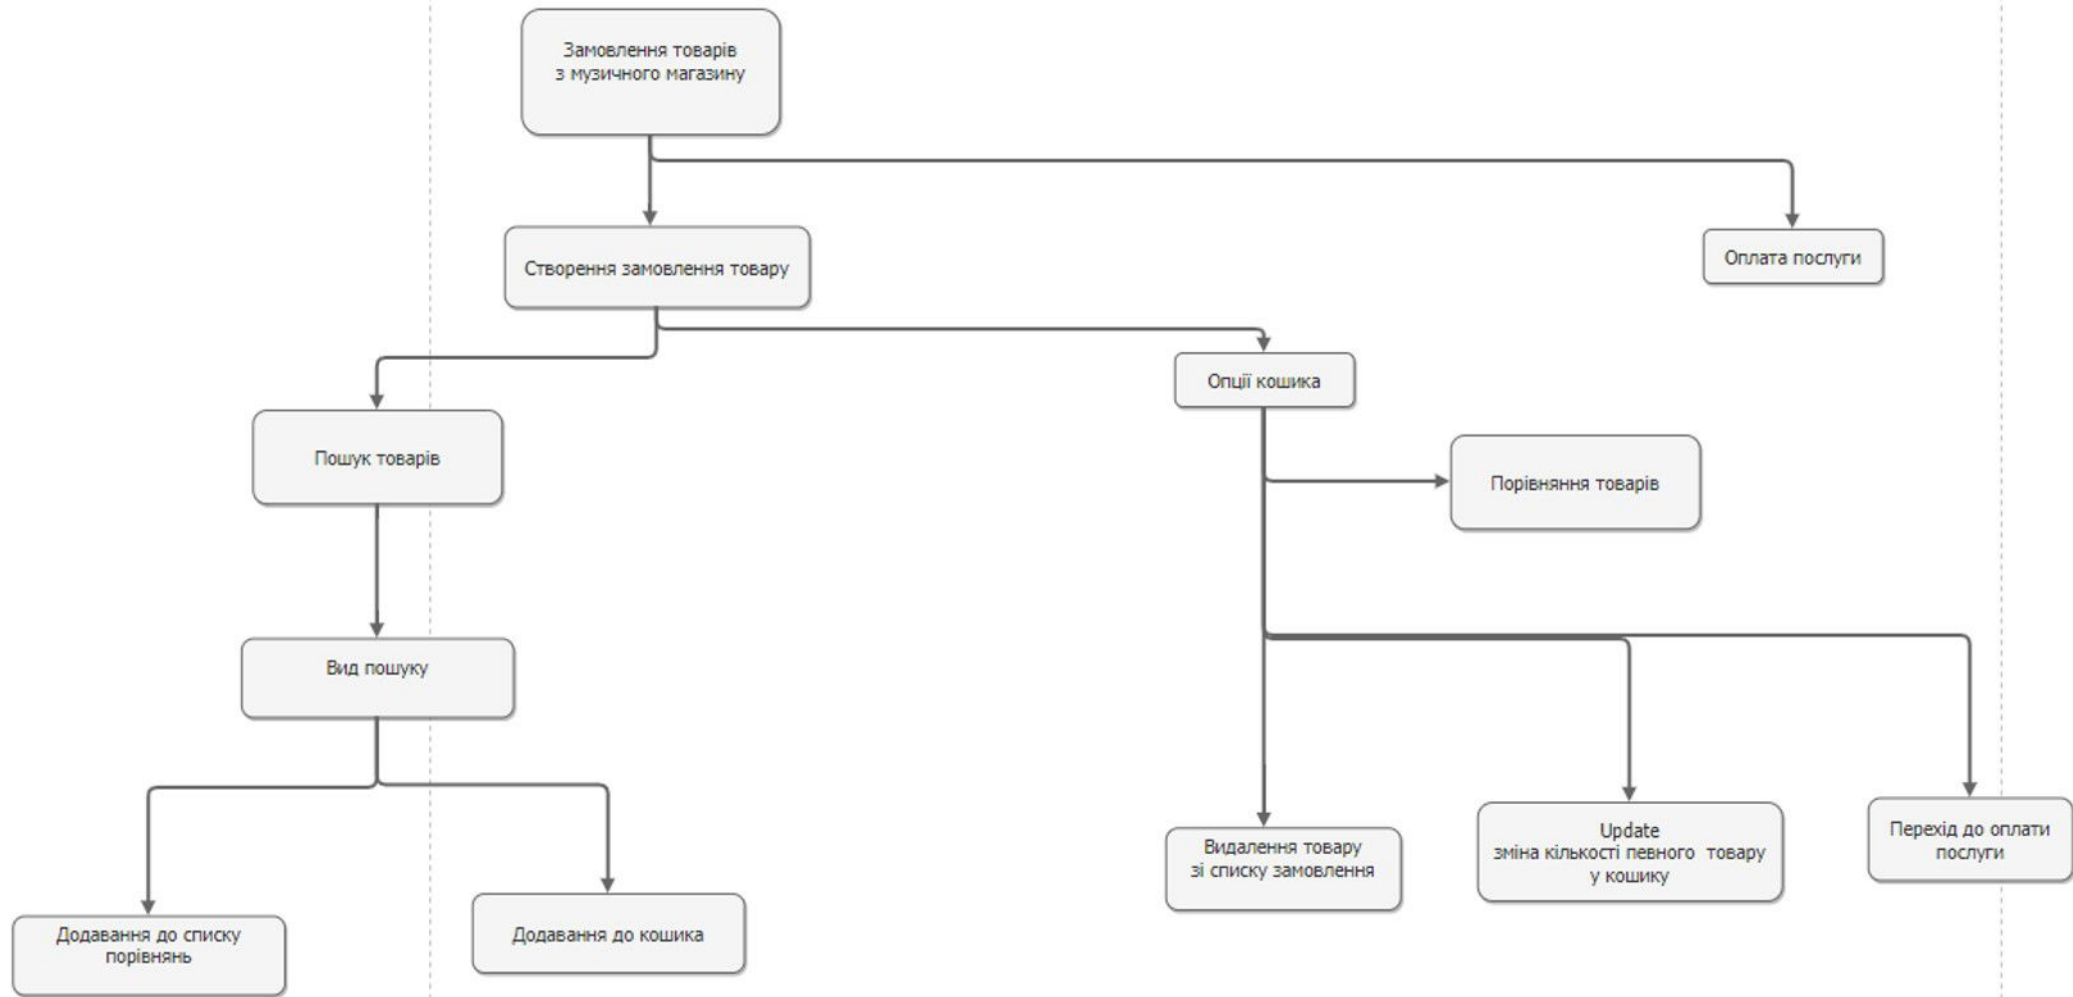 Замовлення товарів
з музичного магазину
Створення замовлення товару
Оплата послуги
Опції кошика
Пошук товарів
Порівняння товарів
Вид пошуку
Видалення товару
зі списку замовлення
Update
зміна кількості певного товару
у кошику
Перехід до оплати
послуги
Додавання до списку
порівнянь
Додавання до кошика